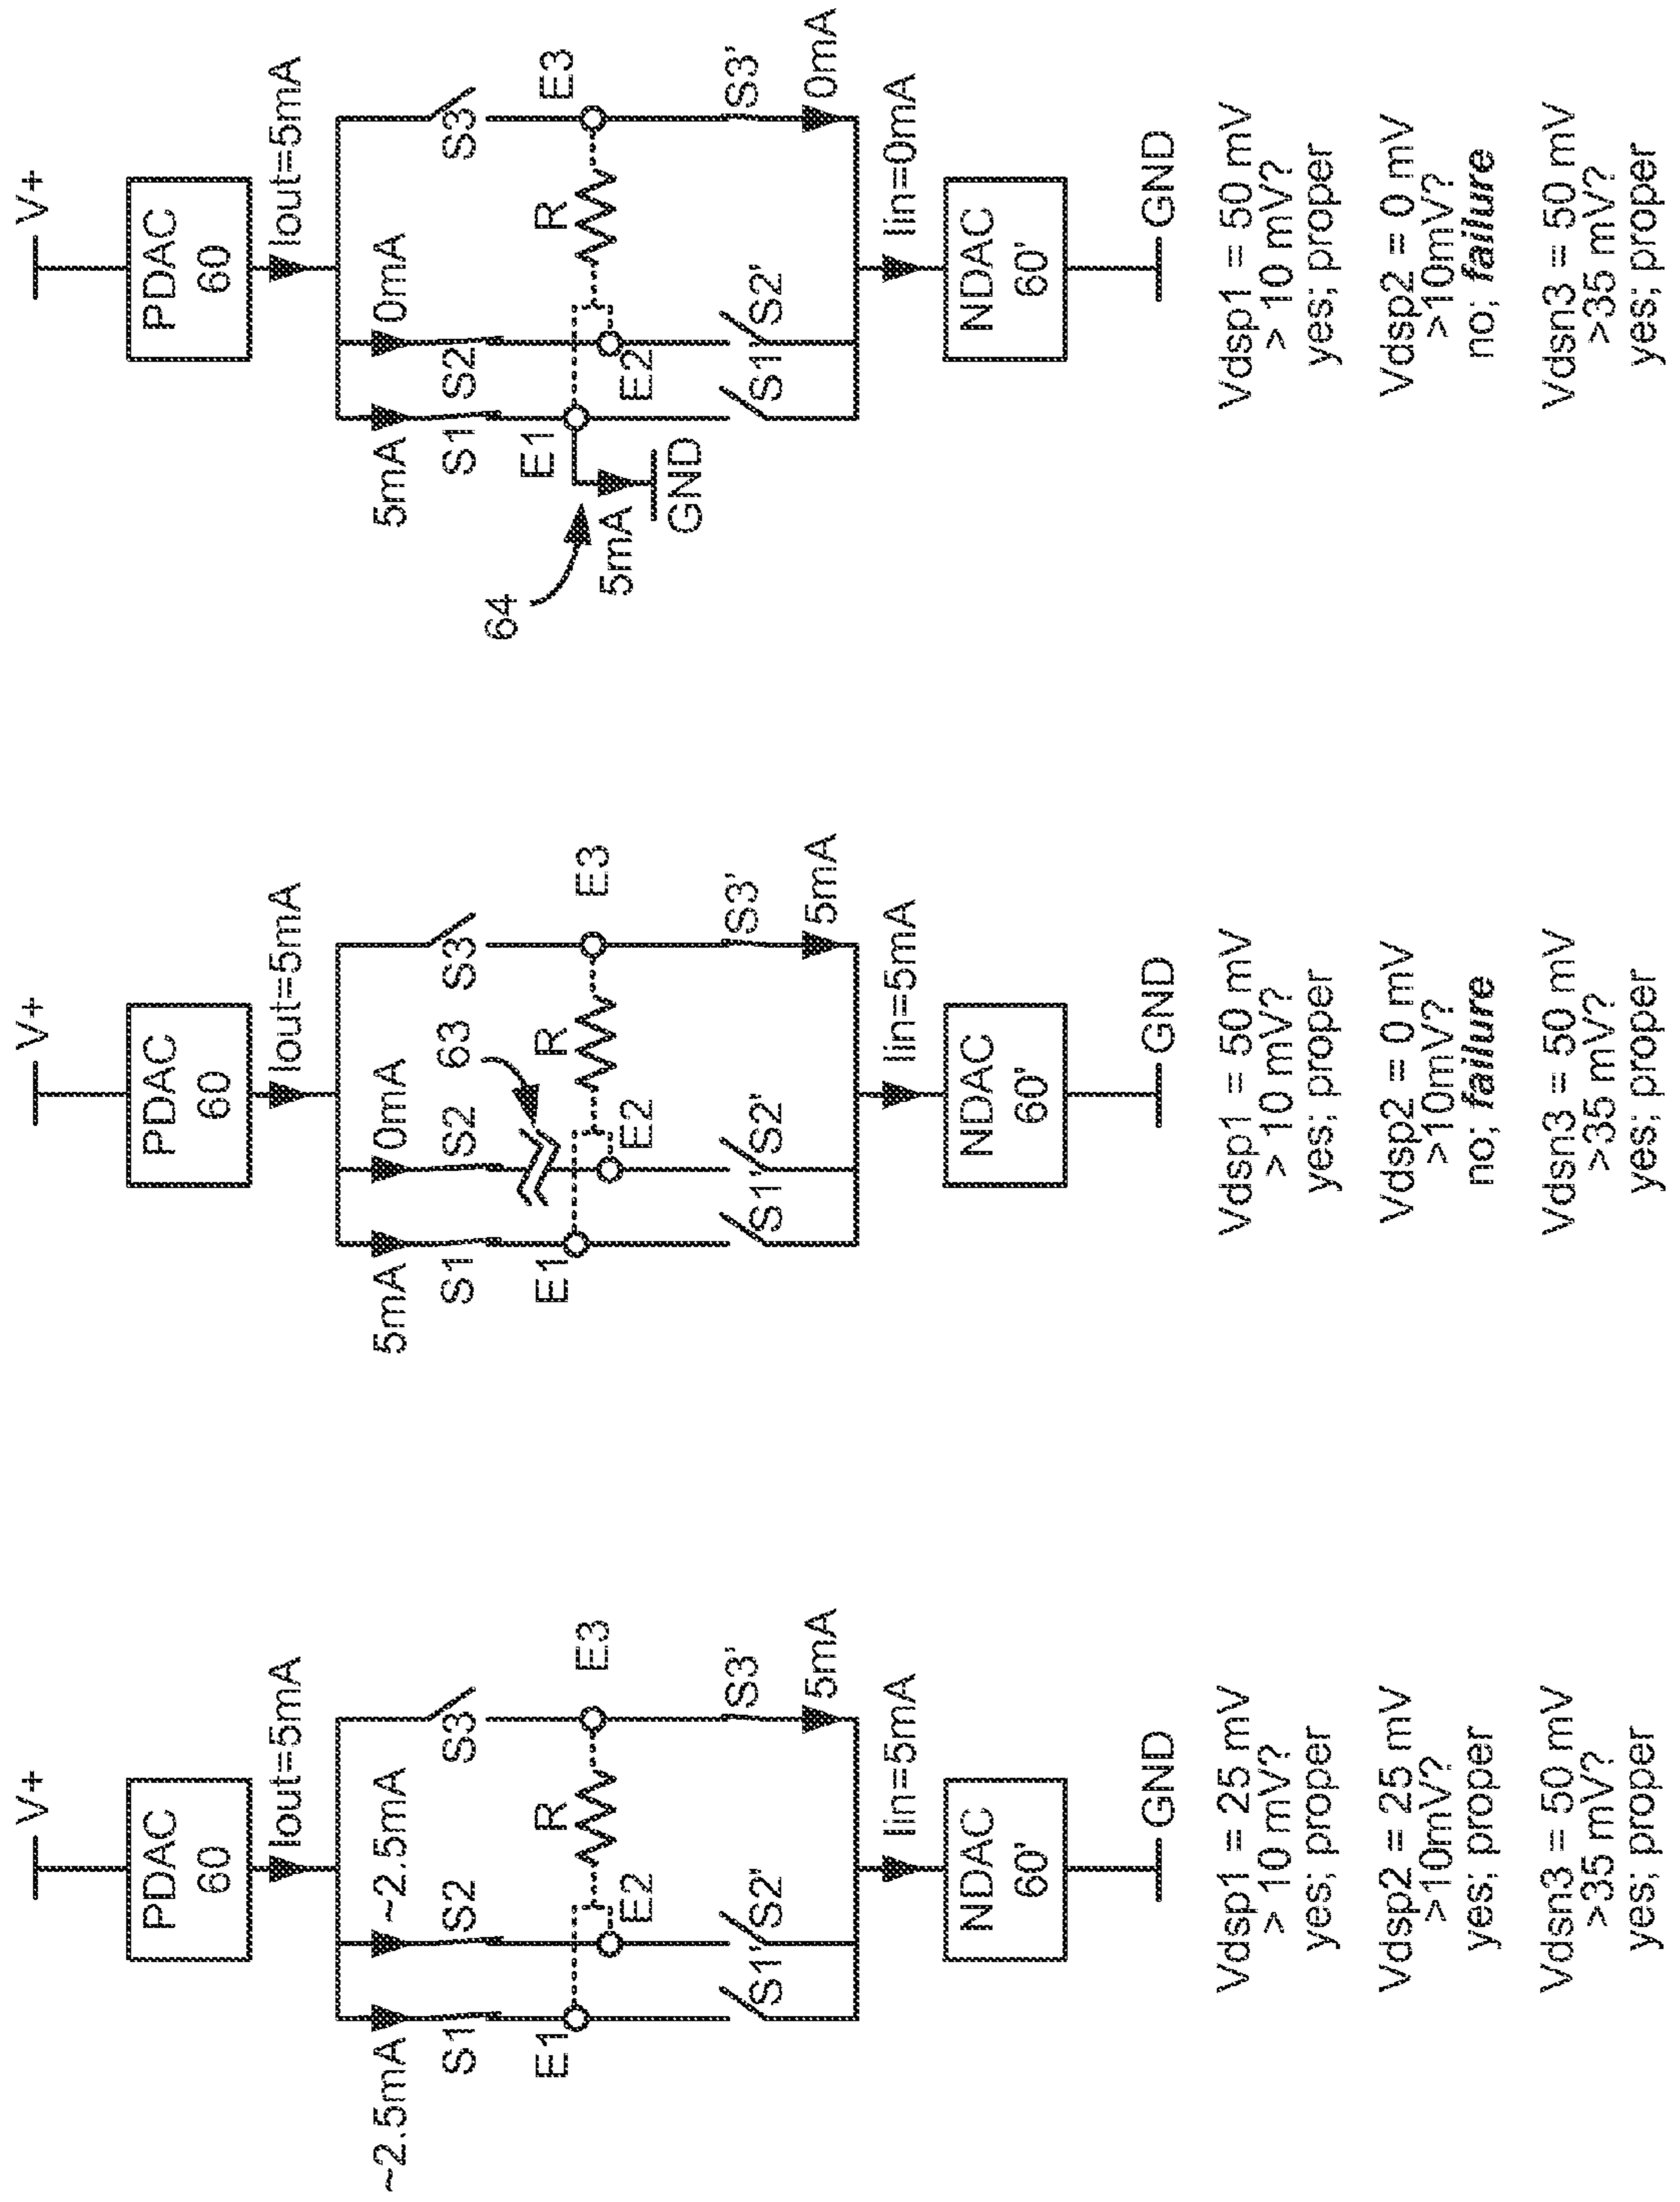 V+
PDAC
60
Iout=5mA
~2.5mA
~2.5mA
S1
S2
S3
E1
E2
R
E3
S1'
S2'
S3'
5mA
Iin=5mA
NDAC
60'
GND
Vdsp1 = 25 mV
> 10 mV?
yes; proper
Vdsp2 = 25 mV
>10mV?
yes; proper
Vdsn3 = 50 mV
>35 mV?
yes; proper
V+
PDAC
60
Iout=5mA
5mA
0mA
S1
S2
63
S3
E1
E2
R
E3
S1'
S2'
S3'
5mA
Iin=5mA
NDAC
60'
GND
Vdsp1 = 50 mV
> 10 mV?
yes; proper
Vdsp2 = 0 mV
>10mV?
no; failure
Vdsn3 = 50 mV
>35 mV?
yes; proper
V+
PDAC
60
Iout=5mA
5mA
0mA
S1
S2
S3
64
E1
E2
R
E3
5mA
GND
S1'
S2'
S3'
0mA
Iin=0mA
NDAC
60'
GND
Vdsp1 = 50 mV
> 10 mV?
yes; proper
Vdsp2 = 0 mV
>10mV?
no; failure
Vdsn3 = 50 mV
>35 mV?
yes; proper